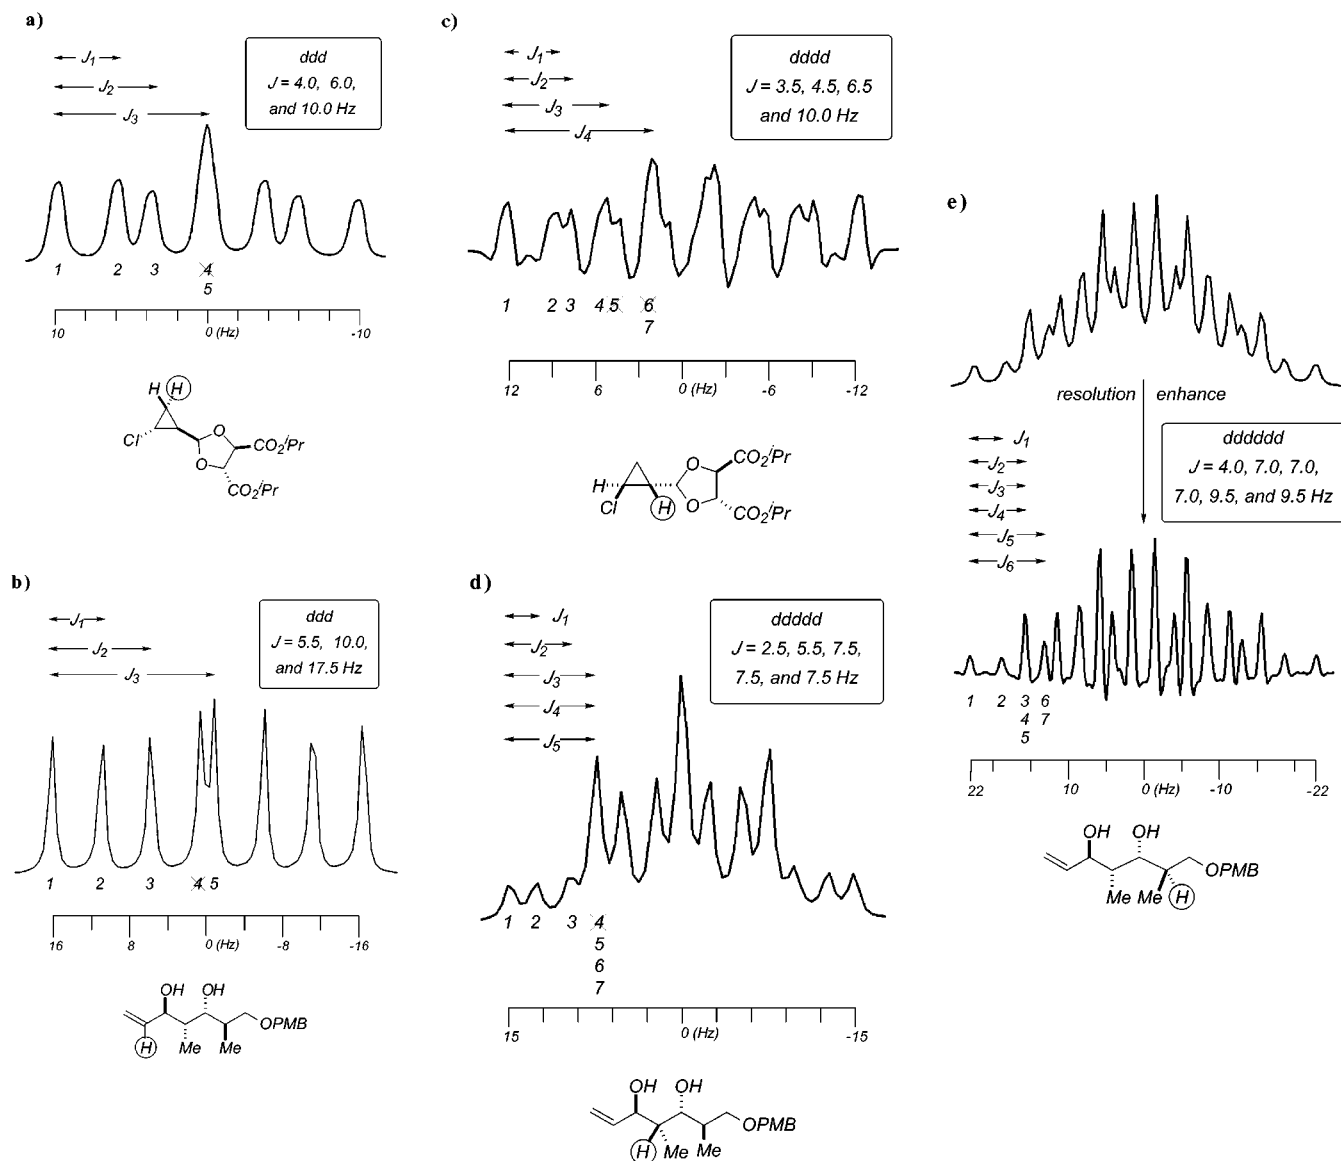 a)
J1
J2
J3
ddd
J = 4.0, 6.0,
and 10.0 Hz
1 2 3 4
5
10 0 (Hz) -10
H H
Cl
O
O
CO2iPr
CO2iPr
b)
J1
J2
J3
ddd
J = 5.5, 10.0,
and 17.5 Hz
1 2 3 4 5
16 8 0 (Hz) -8 -16
OH OH
OPMB
H Me Me
c)
J1
J2
J3
J4
dddd
J = 3.5, 4.5, 6.5
and 10.0 Hz
1 2 3 4 5 6
7
12 6 0 (Hz) -6 -12
H
Cl
H
O
O
CO2iPr
CO2iPr
d)
J1
J2
J3
J4
J5
ddddd
J = 2.5, 5.5, 7.5,
7.5, and 7.5 Hz
1 2 3 4
5
6
7
15 0 (Hz) -15
OH OH
OPMB
H Me Me
e)
resolution enhance
J1
J2
J3
J4
J5
J6
dddddd
J = 4.0, 7.0, 7.0,
7.0, 9.5, and 9.5 Hz
1 2 3 6
4 7
5
22 10 0 (Hz) -10 -22
OH OH
OPMB
Me Me H